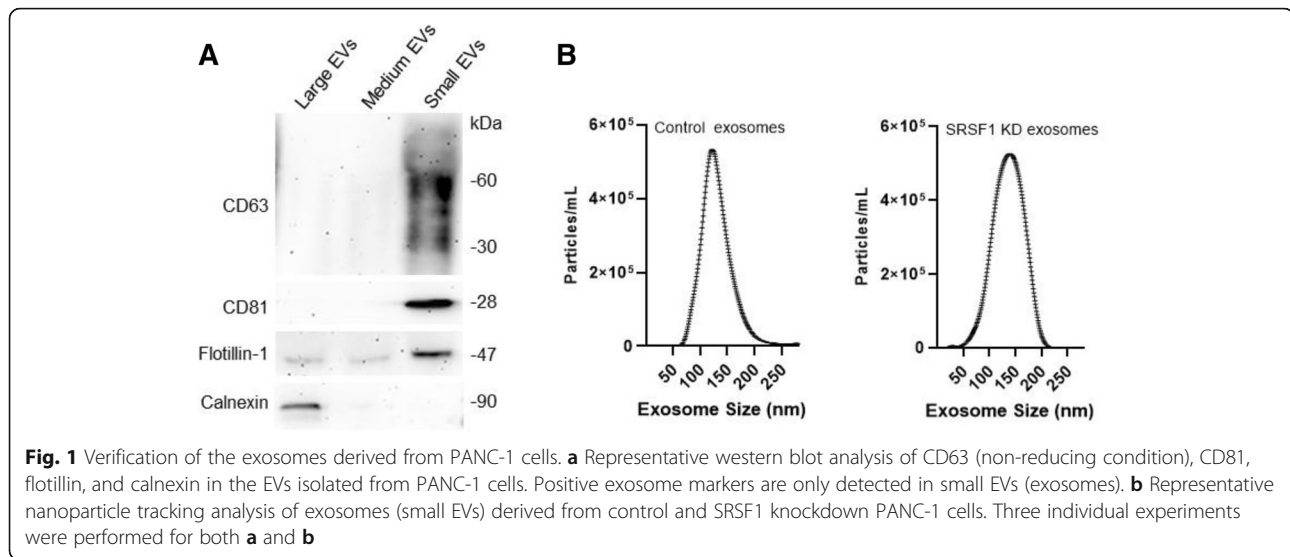 A
B
Large EVs
Medium EVs
Small EVs
kDa
CD63
-60
-30
CD81
-28
Flotillin-1
-47
Calnexin
-90
Control exosomes
Particles/mL
6×10⁵
4×10⁵
2×10⁵
0
50 100 150 200 250
Exosome Size (nm)
SRSF1 KD exosomes
Particles/mL
6×10⁵
4×10⁵
2×10⁵
0
50 100 150 200 250
Exosome Size (nm)
Fig. 1 Verification of the exosomes derived from PANC-1 cells. a Representative western blot analysis of CD63 (non-reducing condition), CD81,
flotillin, and calnexin in the EVs isolated from PANC-1 cells. Positive exosome markers are only detected in small EVs (exosomes). b Representative
nanoparticle tracking analysis of exosomes (small EVs) derived from control and SRSF1 knockdown PANC-1 cells. Three individual experiments
were performed for both a and b